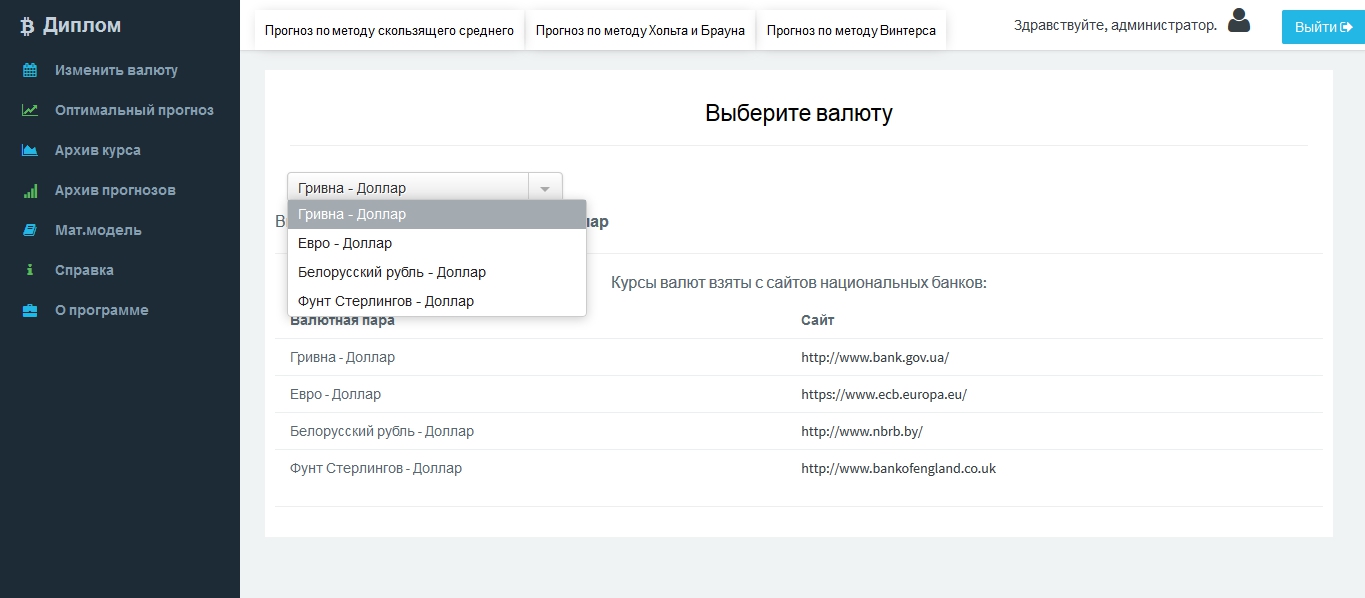 Диплом
Изменить валюту
Оптимальный прогноз
Архив курса
Архив прогнозов
Мат.модель
Справка
О программе
Прогноз по методу скользящего среднего
Прогноз по методу Хольта и Брауна
Прогноз по методу Винтерса
Здравствуйте, администратор.
Выйти
Выберите валюту
Гривна - Доллар
Гривна - Доллар
Евро - Доллар
Белорусский рубль - Доллар
Фунт Стерлингов - Доллар
Курсы валют взяты с сайтов национальных банков:
Валютная пара Сайт
Гривна - Доллар http://www.bank.gov.ua/
Евро - Доллар https://www.ecb.europa.eu/
Белорусский рубль - Доллар http://www.nbrb.by/
Фунт Стерлингов - Доллар http://www.bankofengland.co.uk